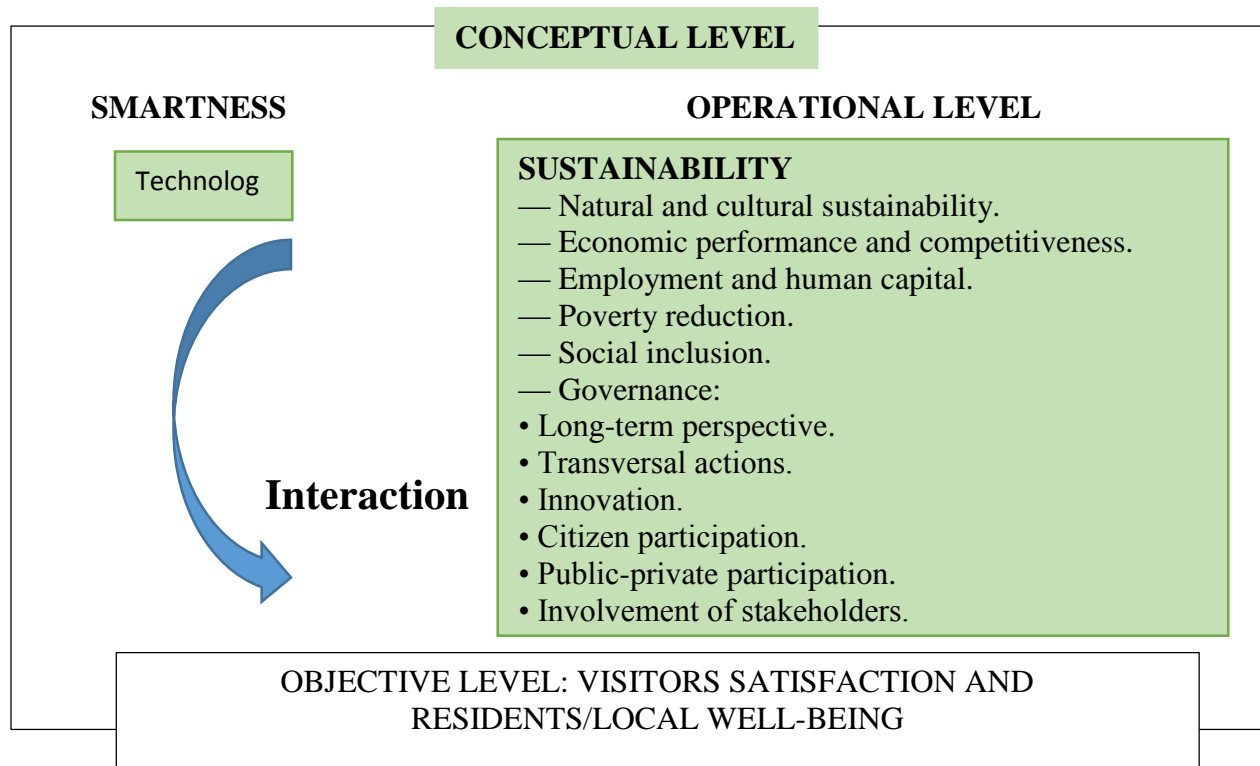 CONCEPTUAL LEVEL
SMARTNESS
OPERATIONAL LEVEL
Technolog
SUSTAINABILITY
— Natural and cultural sustainability.
— Economic performance and competitiveness.
— Employment and human capital.
— Poverty reduction.
— Social inclusion.
— Governance:
• Long-term perspective.
• Transversal actions.
• Innovation.
• Citizen participation.
• Public-private participation.
• Involvement of stakeholders.
Interaction
OBJECTIVE LEVEL: VISITORS SATISFACTION AND
RESIDENTS/LOCAL WELL-BEING